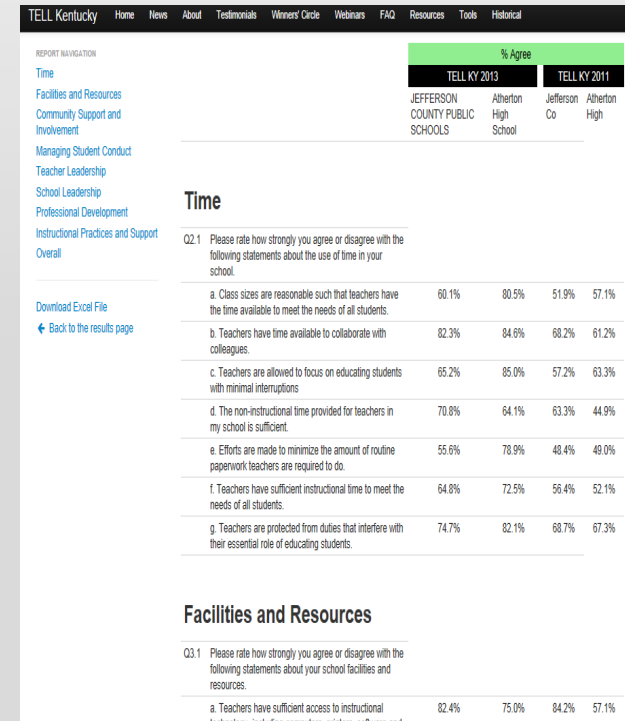 TELL Kentucky Home News About Testimonials Winners' Circle Webinars FAQ Resources Tools Historical
REPORT NAVIGATION
Time
Facilities and Resources
Community Support and
Involvement
Managing Student Conduct
Teacher Leadership
School Leadership
Professional Development
Instructional Practices and Support
Overall
Download Excel File
Back to the results page
% Agree
TELL KY 2013 TELL KY 2011
JEFFERSON Atherton Jefferson Atherton
COUNTY PUBLIC High Co High
SCHOOLS School
Time
Q2.1 Please rate how strongly you agree or disagree with the
following statements about the use of time in your
school.
a. Class sizes are reasonable such that teachers have 60.1% 80.5% 51.9% 57.1%
the time available to meet the needs of all students.
b. Teachers have time available to collaborate with 82.3% 84.6% 68.2% 61.2%
colleagues.
c. Teachers are allowed to focus on educating students 65.2% 85.0% 57.2% 63.3%
with minimal interruptions
d. The non-instructional time provided for teachers in 70.8% 64.1% 63.3% 44.9%
my school is sufficient.
e. Efforts are made to minimize the amount of routine 55.6% 78.9% 48.4% 49.0%
paperwork teachers are required to do.
f. Teachers have sufficient instructional time to meet the 64.8% 72.5% 56.4% 52.1%
needs of all students.
g. Teachers are protected from duties that interfere with 74.7% 82.1% 68.7% 67.3%
their essential role of educating students.
Facilities and Resources
Q3.1 Please rate how strongly you agree or disagree with the
following statements about your school facilities and
resources.
a. Teachers have sufficient access to instructional 82.4% 75.0% 84.2% 57.1%